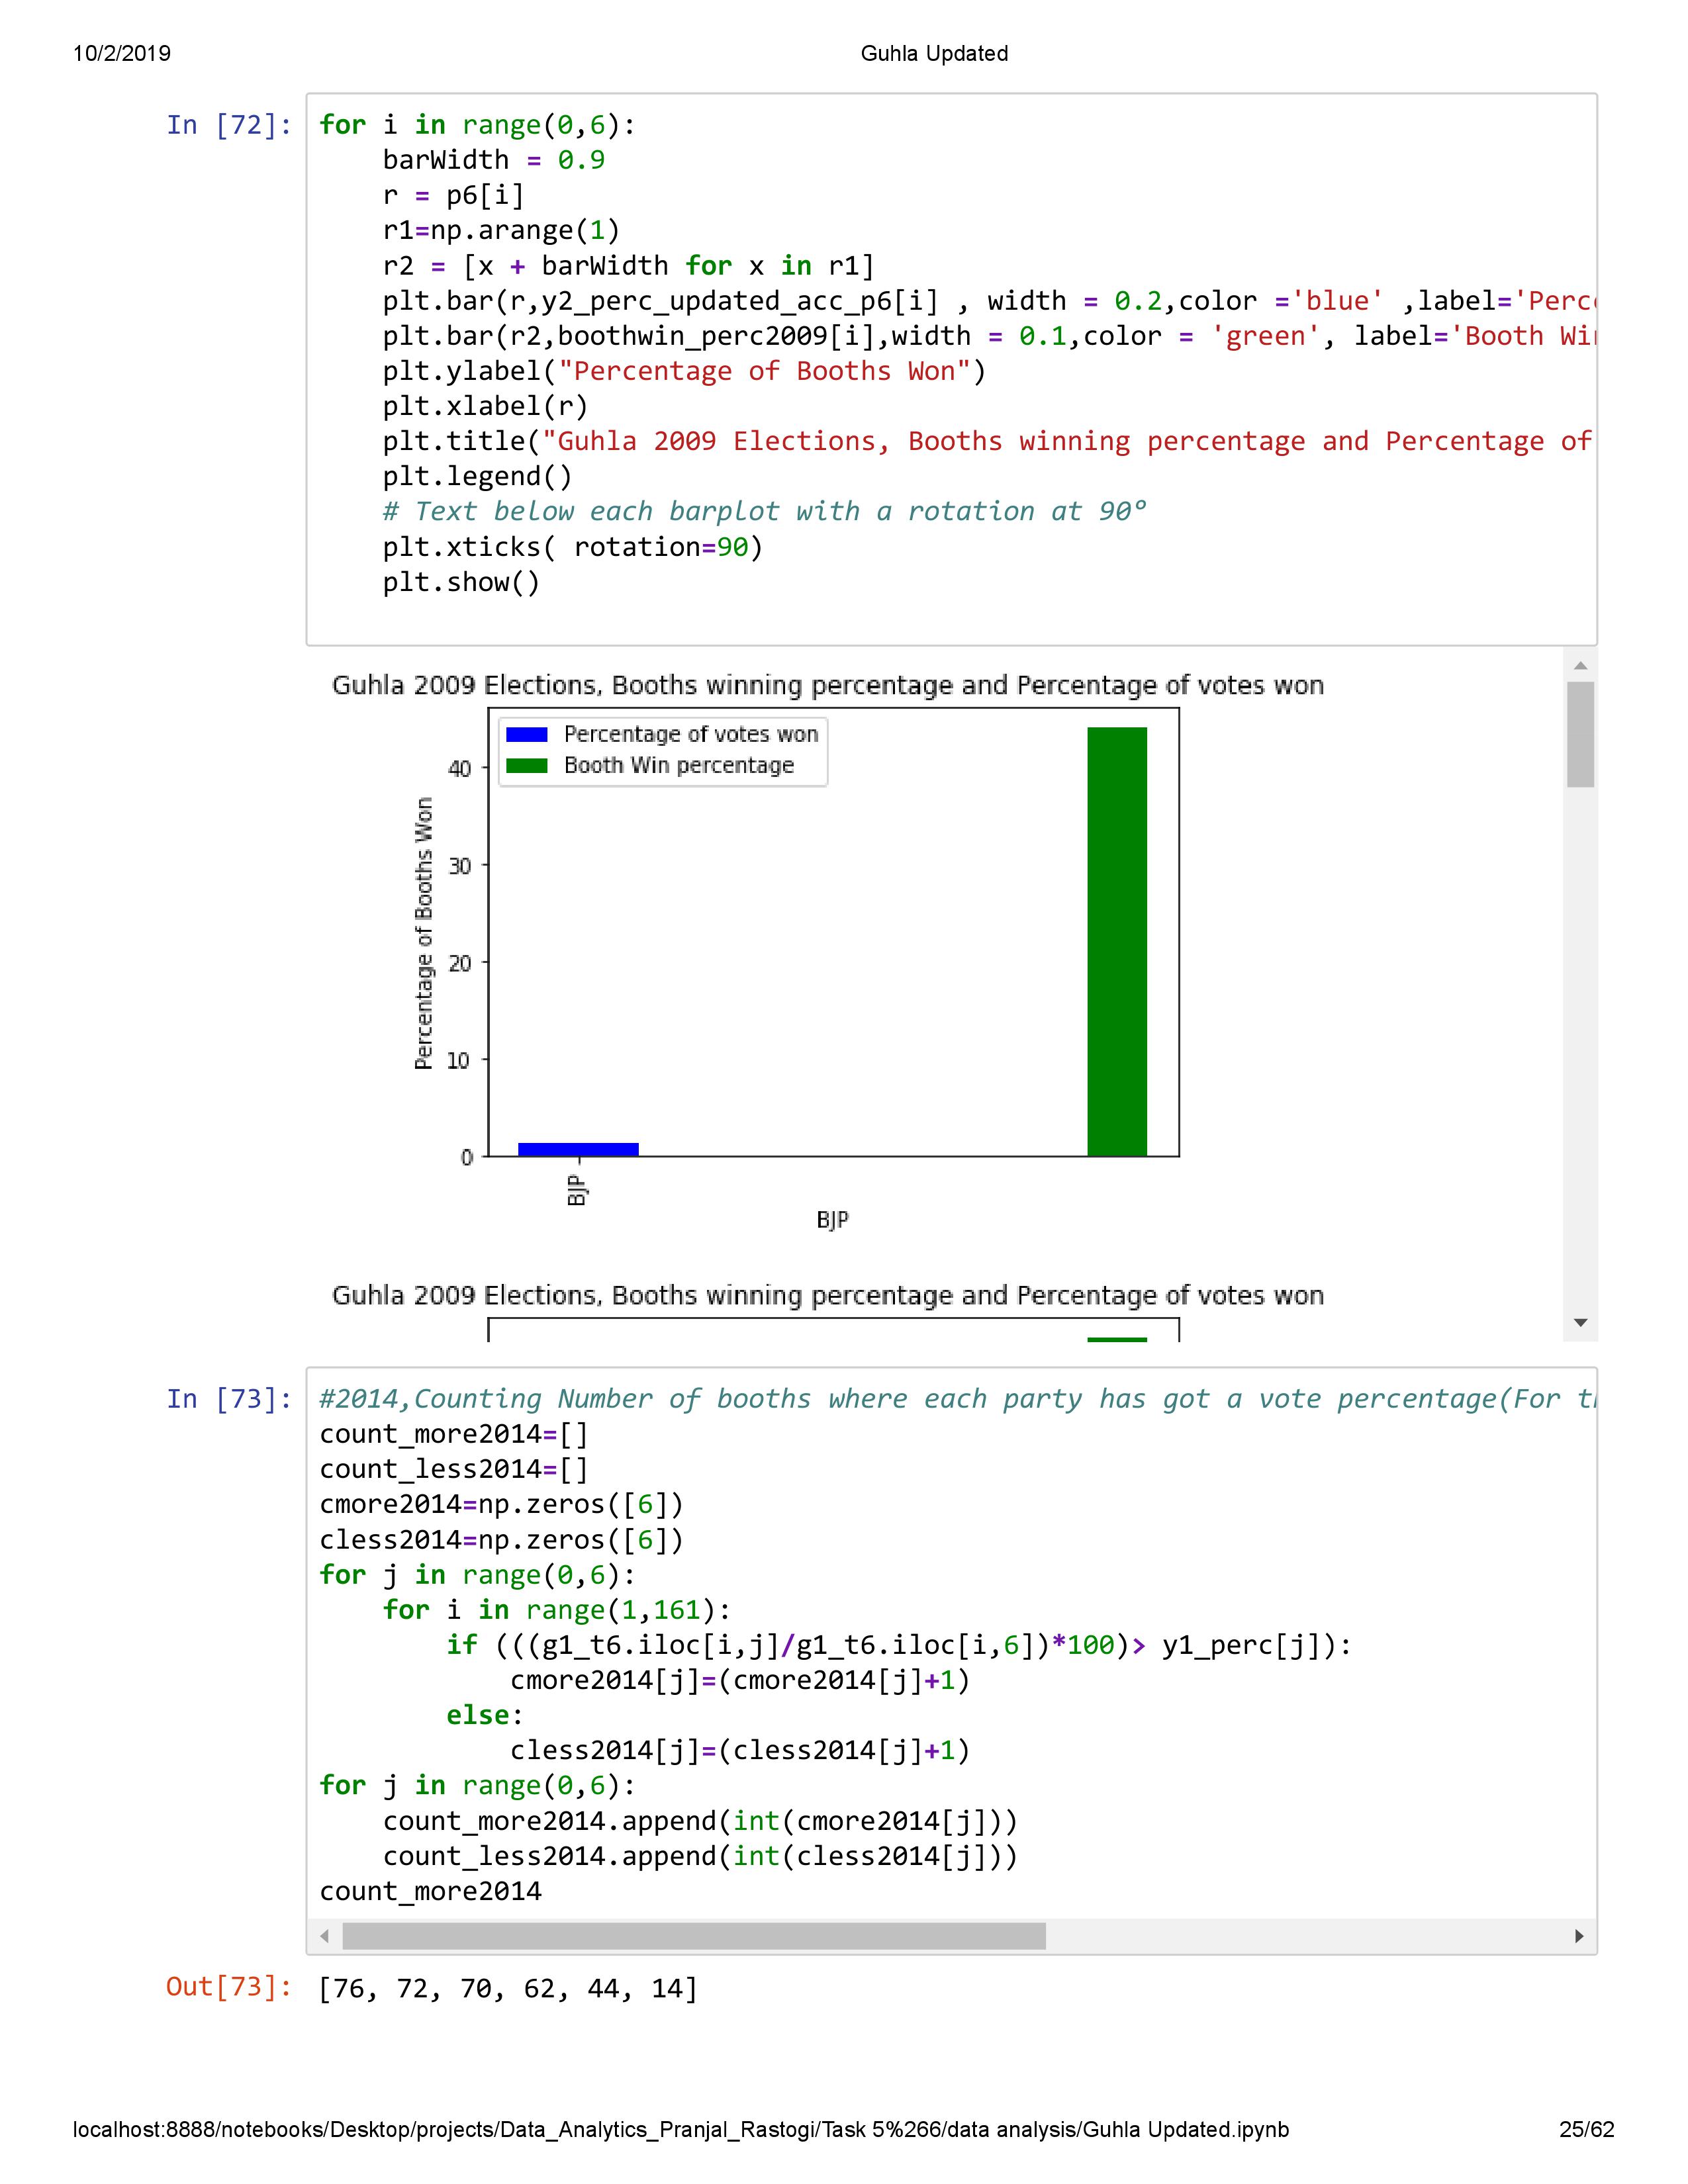 10/2/2019 Guhla Updated
In [72]: for i in range(0,6):
    barWidth = 0.9
    r = p6[i]
    r1=np.arange(1)
    r2 = [x + barWidth for x in r1]
    plt.bar(r,y2_perc_updated_acc_p6[i] , width = 0.2,color ='blue' ,label='Perc
    plt.bar(r2,boothwin_perc2009[i],width = 0.1,color = 'green', label='Booth Wi
    plt.ylabel("Percentage of Booths Won")
    plt.xlabel(r)
    plt.title("Guhla 2009 Elections, Booths winning percentage and Percentage of
    plt.legend()
    # Text below each barplot with a rotation at 90°
    plt.xticks( rotation=90)
    plt.show()
Guhla 2009 Elections, Booths winning percentage and Percentage of votes won
Percentage of votes won
Booth Win percentage
Percentage of Booths Won
40
30
20
10
0
BJP
BJP
Guhla 2009 Elections, Booths winning percentage and Percentage of votes won
In [73]: #2014,Counting Number of booths where each party has got a vote percentage(For t
count_more2014=[]
count_less2014=[]
cmore2014=np.zeros([6])
cless2014=np.zeros([6])
for j in range(0,6):
    for i in range(1,161):
        if (((g1_t6.iloc[i,j]/g1_t6.iloc[i,6])*100)> y1_perc[j]):
            cmore2014[j]=(cmore2014[j]+1)
        else:
            cless2014[j]=(cless2014[j]+1)
for j in range(0,6):
    count_more2014.append(int(cmore2014[j]))
    count_less2014.append(int(cless2014[j]))
count_more2014
Out[73]: [76, 72, 70, 62, 44, 14]
localhost:8888/notebooks/Desktop/projects/Data_Analytics_Pranjal_Rastogi/Task 5%266/data analysis/Guhla Updated.ipynb 25/62